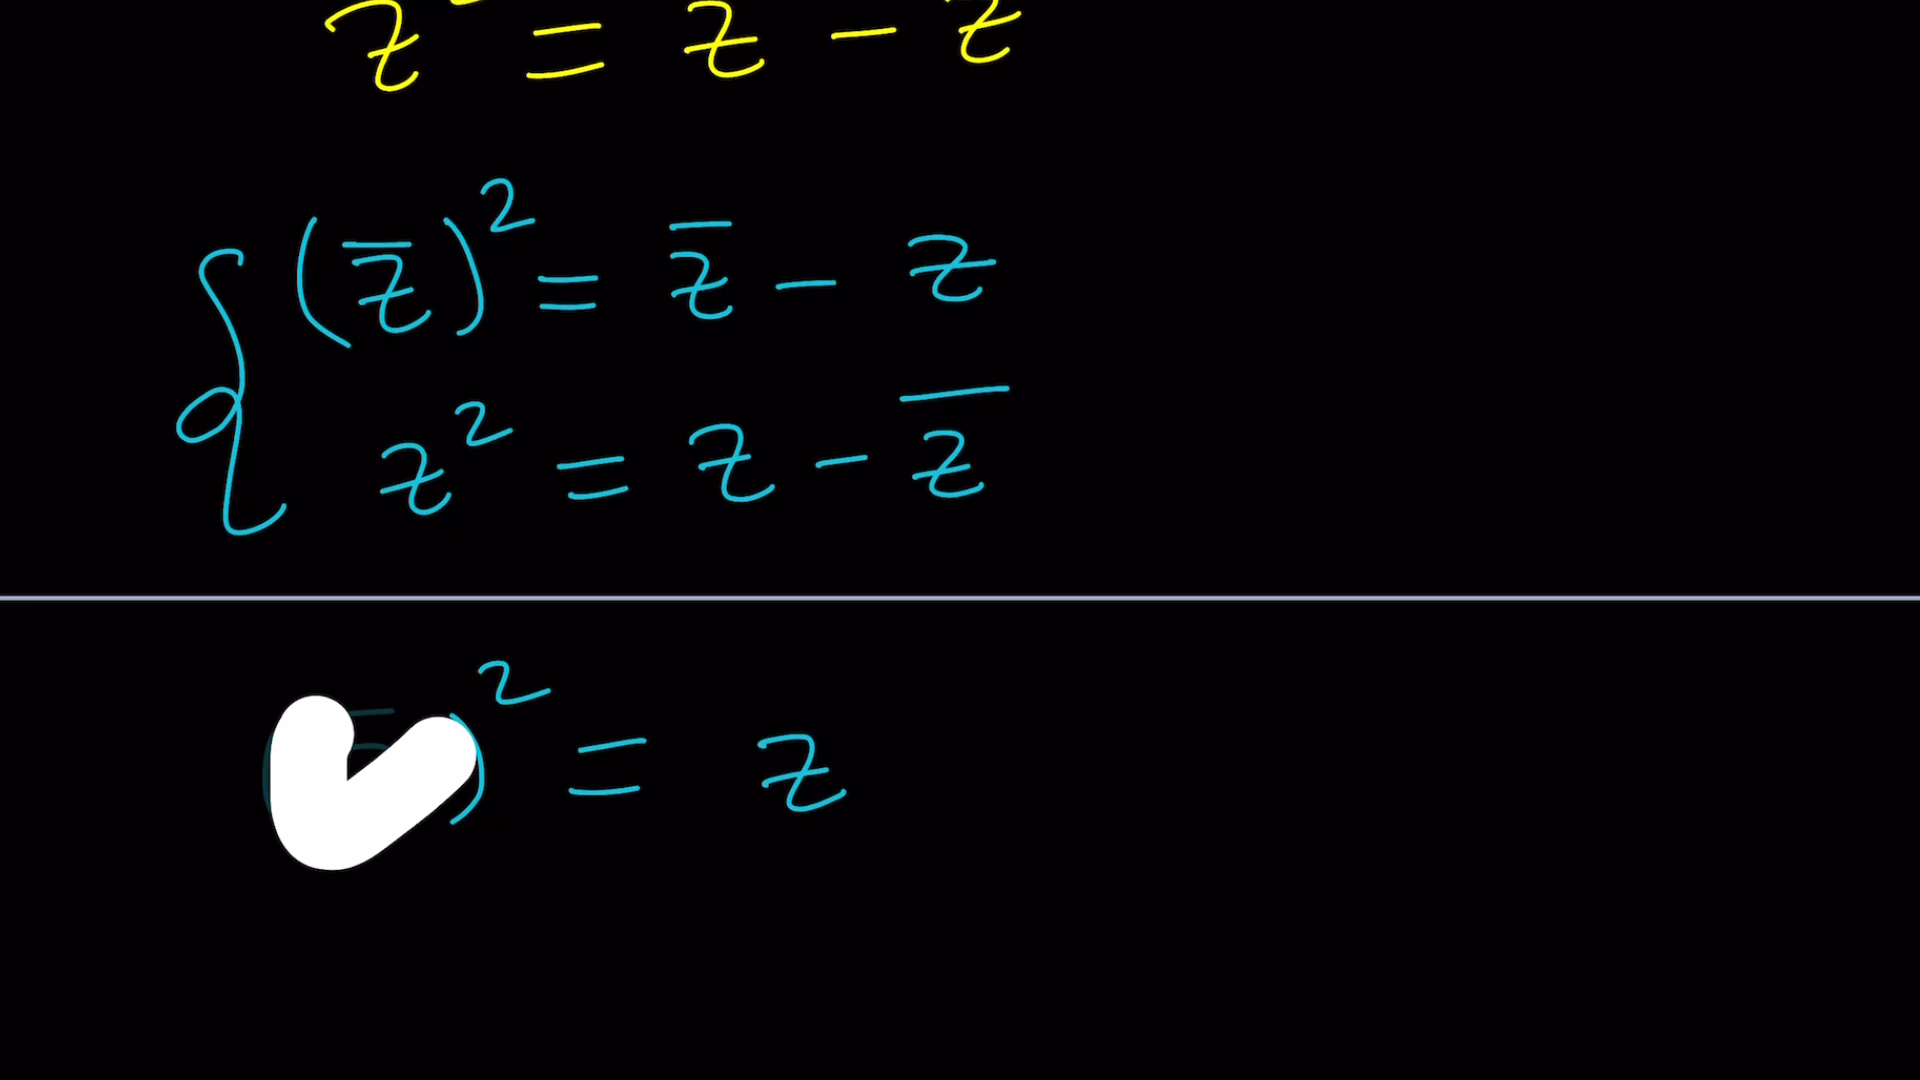 z² = z − z̅
(z̅)² = z̅ − z
z² = z − z̅
)² = z